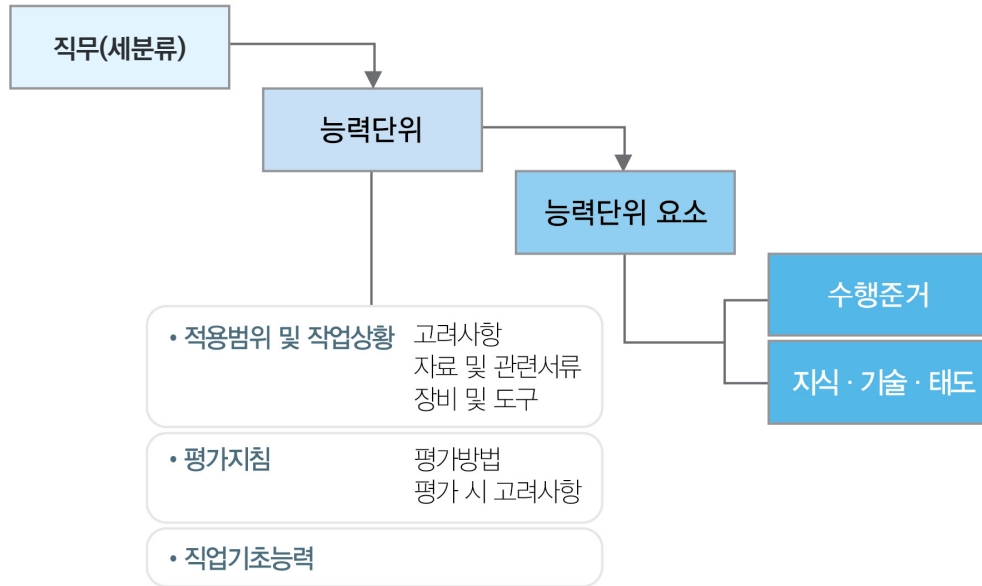 직무(세분류)
능력단위
능력단위 요소
수행준거
지식 · 기술 · 태도
• 적용범위 및 작업상황 고려사항
자료 및 관련서류
장비 및 도구
• 평가지침 평가방법
평가 시 고려사항
• 직업기초능력